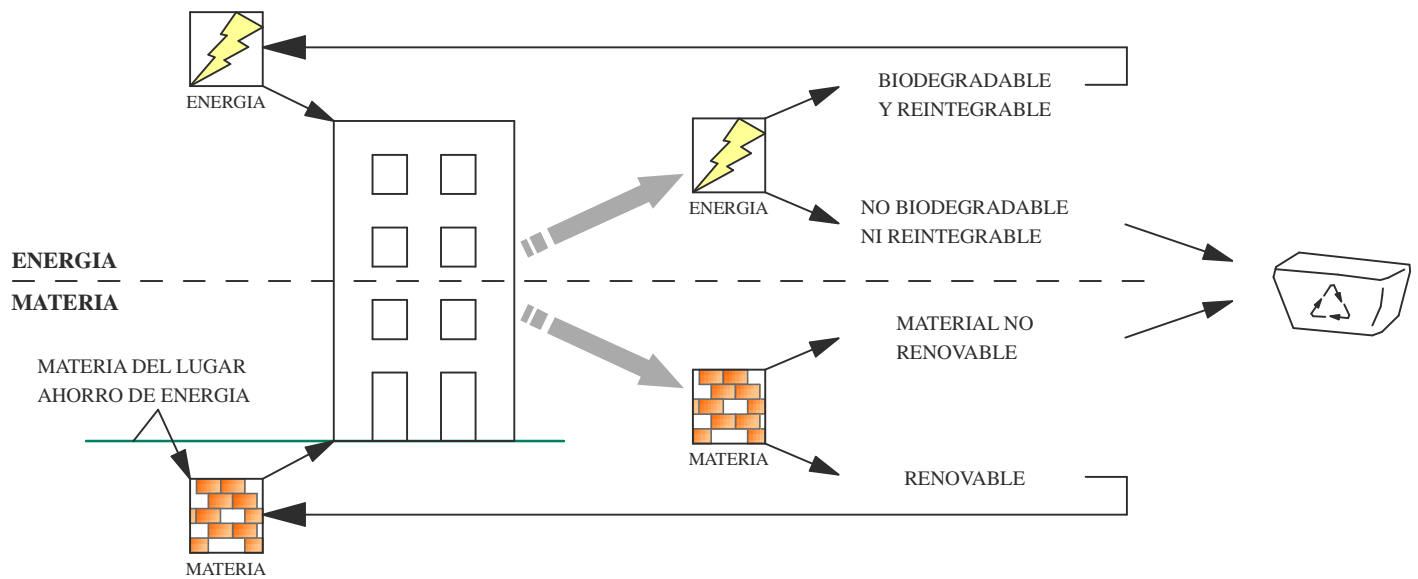 ENERGIA
BIODEGRADABLE
Y REINTEGRABLE
ENERGIA
NO BIODEGRADABLE
NI REINTEGRABLE
ENERGIA
MATERIA
MATERIAL NO
RENOVABLE
MATERIA DEL LUGAR
AHORRO DE ENERGIA
MATERIA
RENOVABLE
MATERIA